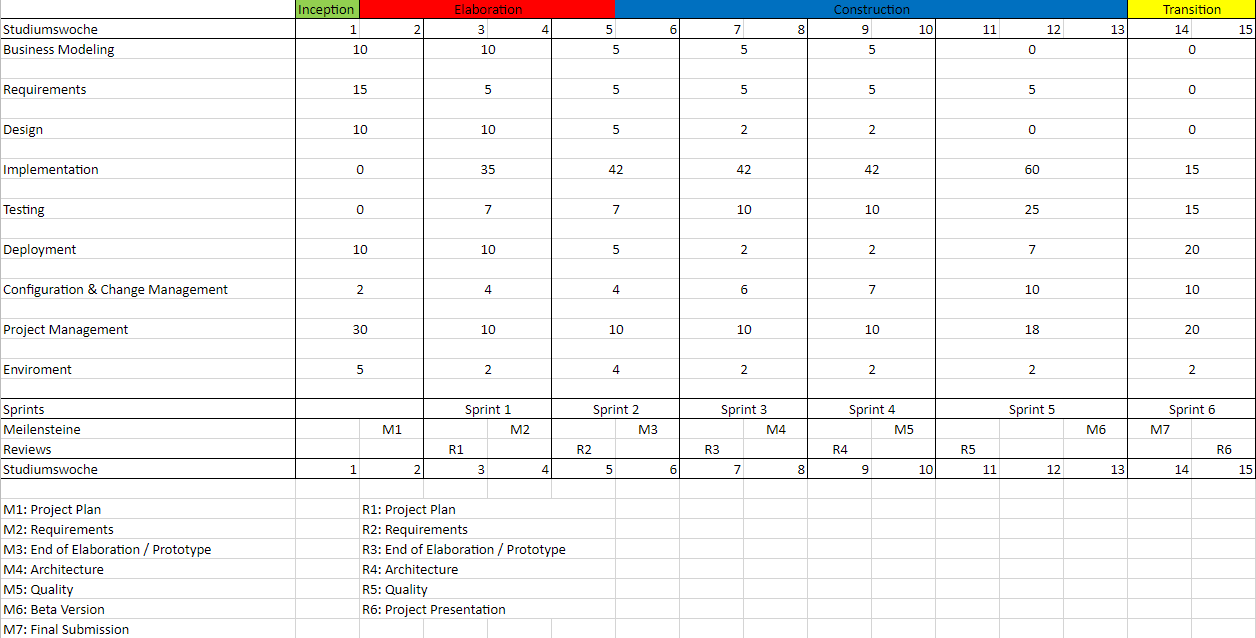 Inception Elaboration Construction Transition
Studiumswoche 1 2 3 4 5 6 7 8 9 10 11 12 13 14 15
Business Modeling 10 10 5 5 5 0 0
Requirements 15 5 5 5 5 5 0
Design 10 10 5 2 2 0 0
Implementation 0 35 42 42 42 60 15
Testing 0 7 7 10 10 25 15
Deployment 10 10 5 2 2 7 20
Configuration & Change Management 2 4 4 6 7 10 10
Project Management 30 10 10 10 10 18 20
Enviroment 5 2 4 2 2 2 2
Sprints Sprint 1 Sprint 2 Sprint 3 Sprint 4 Sprint 5 Sprint 6
Meilensteine M1 M2 M3 M4 M5 M6 M7
Reviews R1 R2 R3 R4 R5 R6
Studiumswoche 1 2 3 4 5 6 7 8 9 10 11 12 13 14 15
M1: Project Plan R1: Project Plan
M2: Requirements R2: Requirements
M3: End of Elaboration / Prototype R3: End of Elaboration / Prototype
M4: Architecture R4: Architecture
M5: Quality R5: Quality
M6: Beta Version R6: Project Presentation
M7: Final Submission